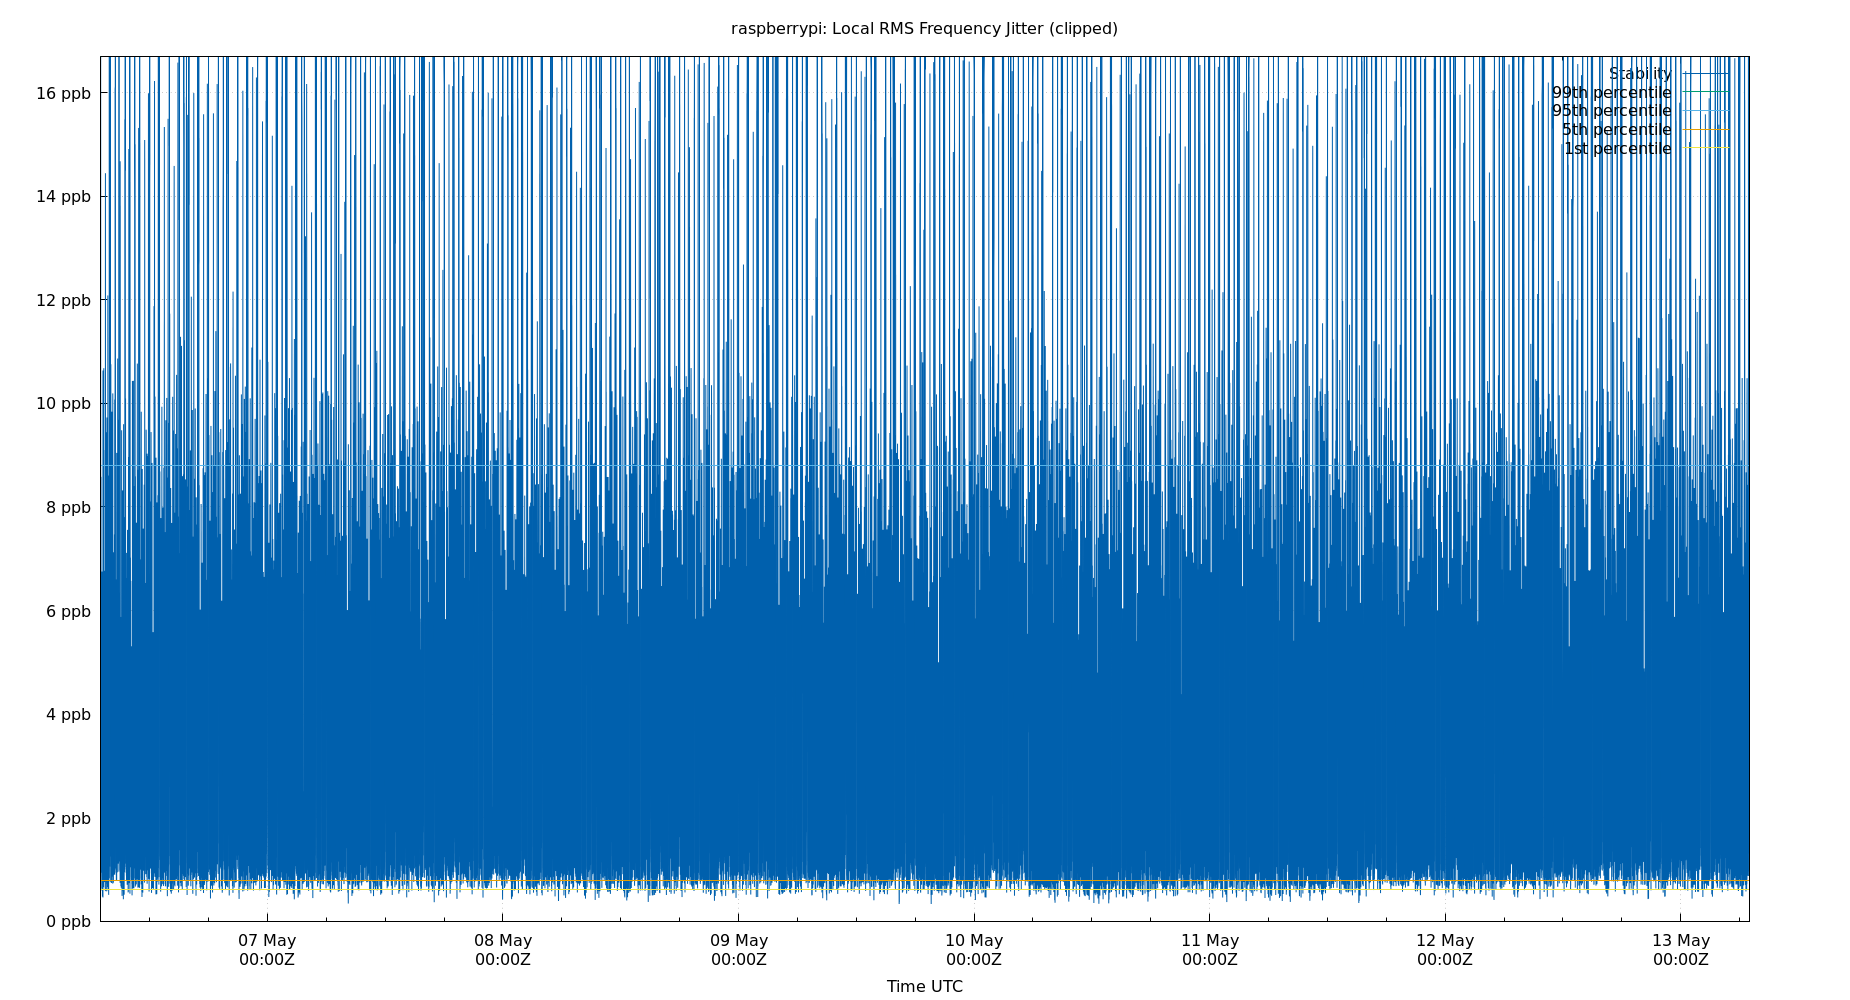 raspberrypi: Local RMS Frequency Jitter (clipped)
Stability
99th percentile
95th percentile
5th percentile
1st percentile
16 ppb
14 ppb
12 ppb
10 ppb
8 ppb
6 ppb
4 ppb
2 ppb
0 ppb
07 May 08 May 09 May 10 May 11 May 12 May 13 May
00:00Z 00:00Z 00:00Z 00:00Z 00:00Z 00:00Z 00:00Z
Time UTC